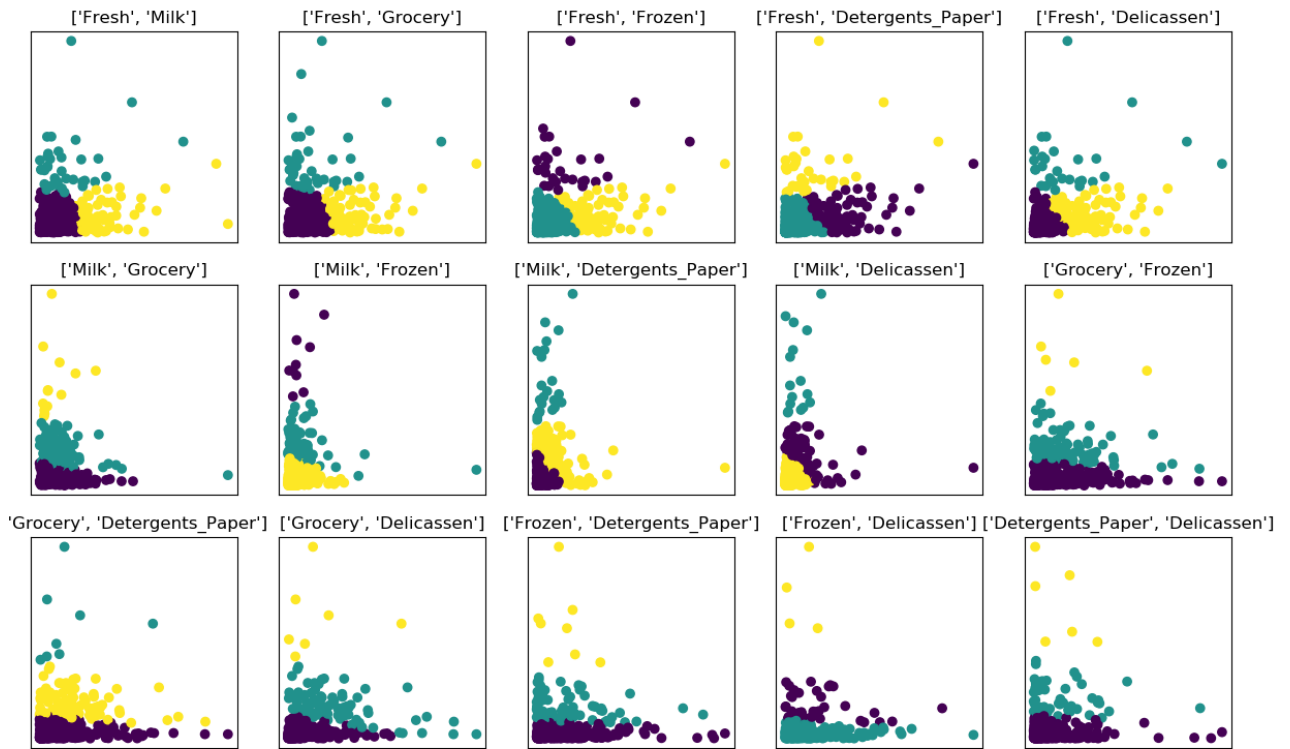 ['Fresh', 'Milk']
['Fresh', 'Grocery']
['Fresh', 'Frozen']
['Fresh', 'Detergents_Paper']
['Fresh', 'Delicassen']
['Milk', 'Grocery']
['Milk', 'Frozen']
['Milk', 'Detergents_Paper']
['Milk', 'Delicassen']
['Grocery', 'Frozen']
'Grocery', 'Detergents_Paper']
['Grocery', 'Delicassen']
['Frozen', 'Detergents_Paper']
['Frozen', 'Delicassen']
['Detergents_Paper', 'Delicassen']